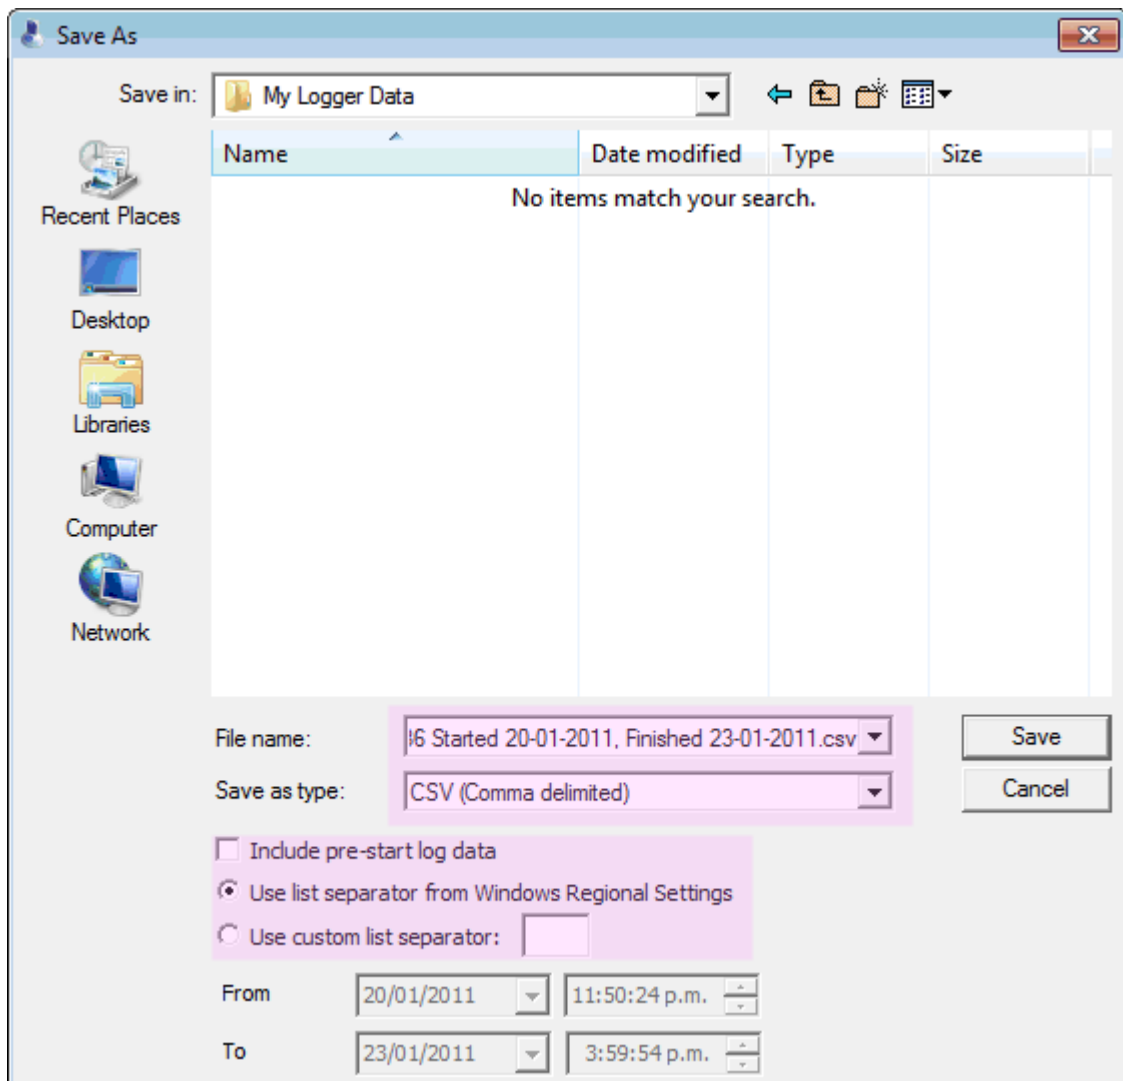 Save As
Save in: My Logger Data
Name Date modified Type Size
No items match your search.
Recent Places
Desktop
Libraries
Computer
Network
File name: Started 20-01-2011, Finished 23-01-2011.csv
Save
Save as type: CSV (Comma delimited)
Cancel
Include pre-start log data
Use list separator from Windows Regional Settings
Use custom list separator:
From 20/01/2011 11:50:24 p.m.
To 23/01/2011 3:59:54 p.m.